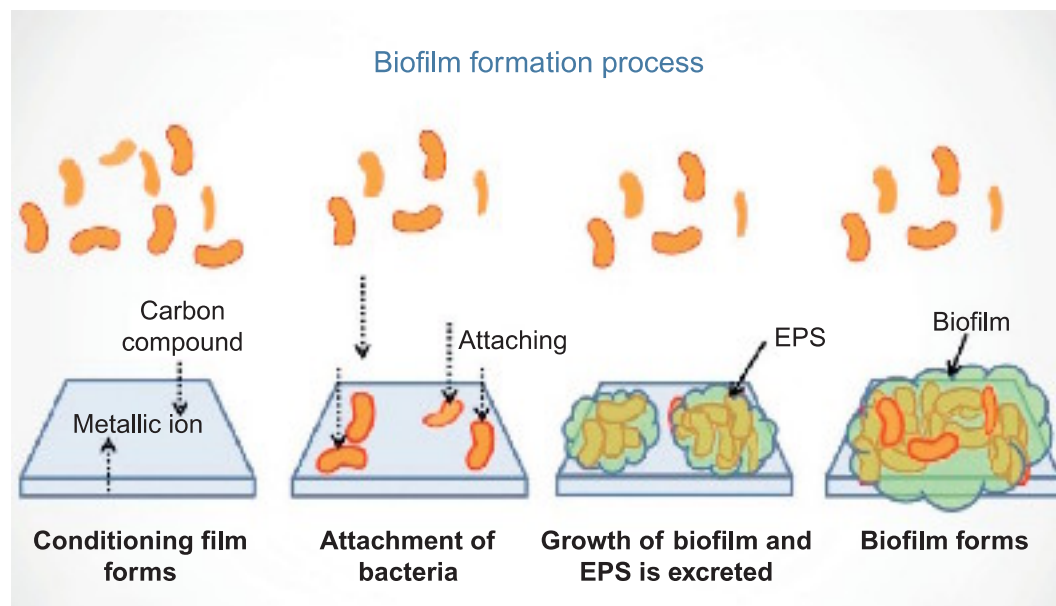 Biofilm formation process
Carbon
compound
Metallic ion
Attaching
EPS
Biofilm
Conditioning film
forms
Attachment of
bacteria
Growth of biofilm and
EPS is excreted
Biofilm forms